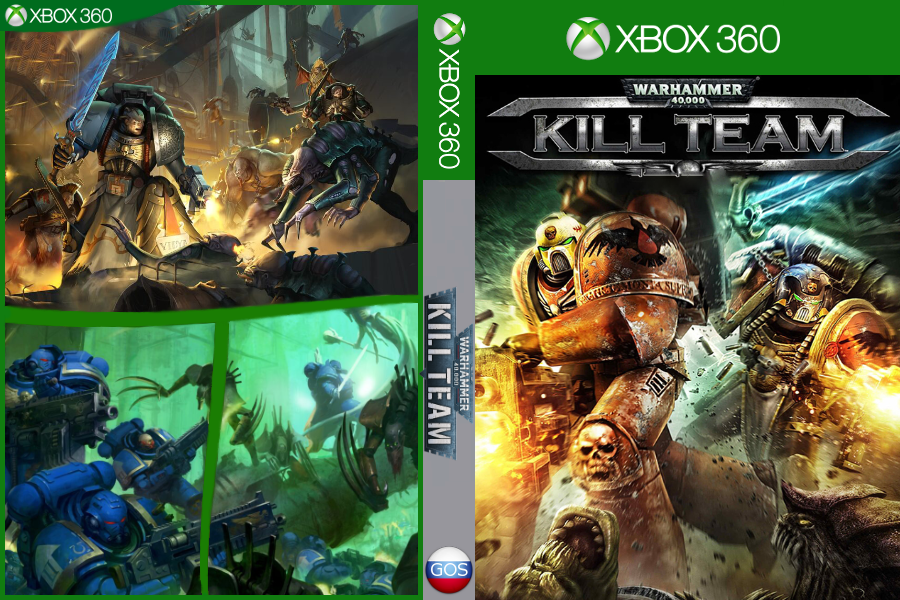 XBOX 360
XBOX 360
WARHAMMER
40,000
KILL TEAM
GOS
XBOX 360
WARHAMMER
40,000
KILL TEAM